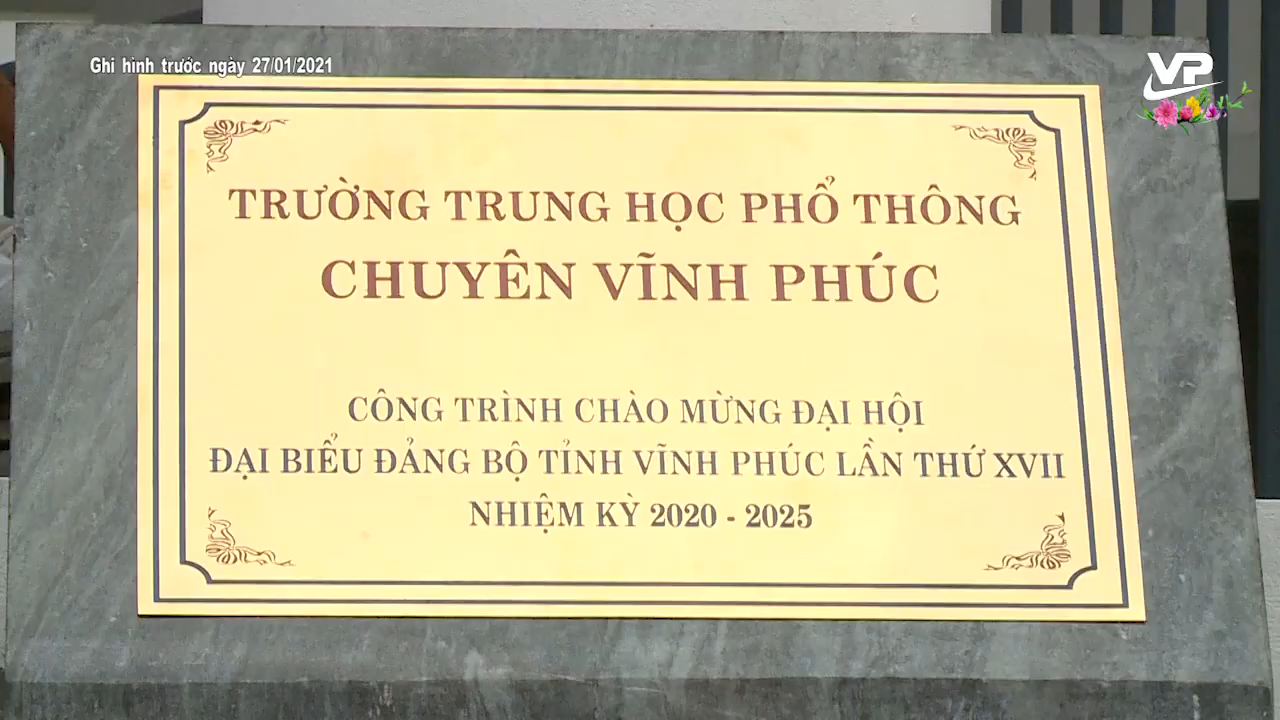 Ghi hình trước ngày 27/01/2021
VP
TRƯỜNG TRUNG HỌC PHỔ THÔNG
CHUYÊN VĨNH PHÚC
CÔNG TRÌNH CHÀO MỪNG ĐẠI HỘI
ĐẠI BIỂU ĐẢNG BỘ TỈNH VĨNH PHÚC LẦN THỨ XVII
NHIỆM KỲ 2020 - 2025